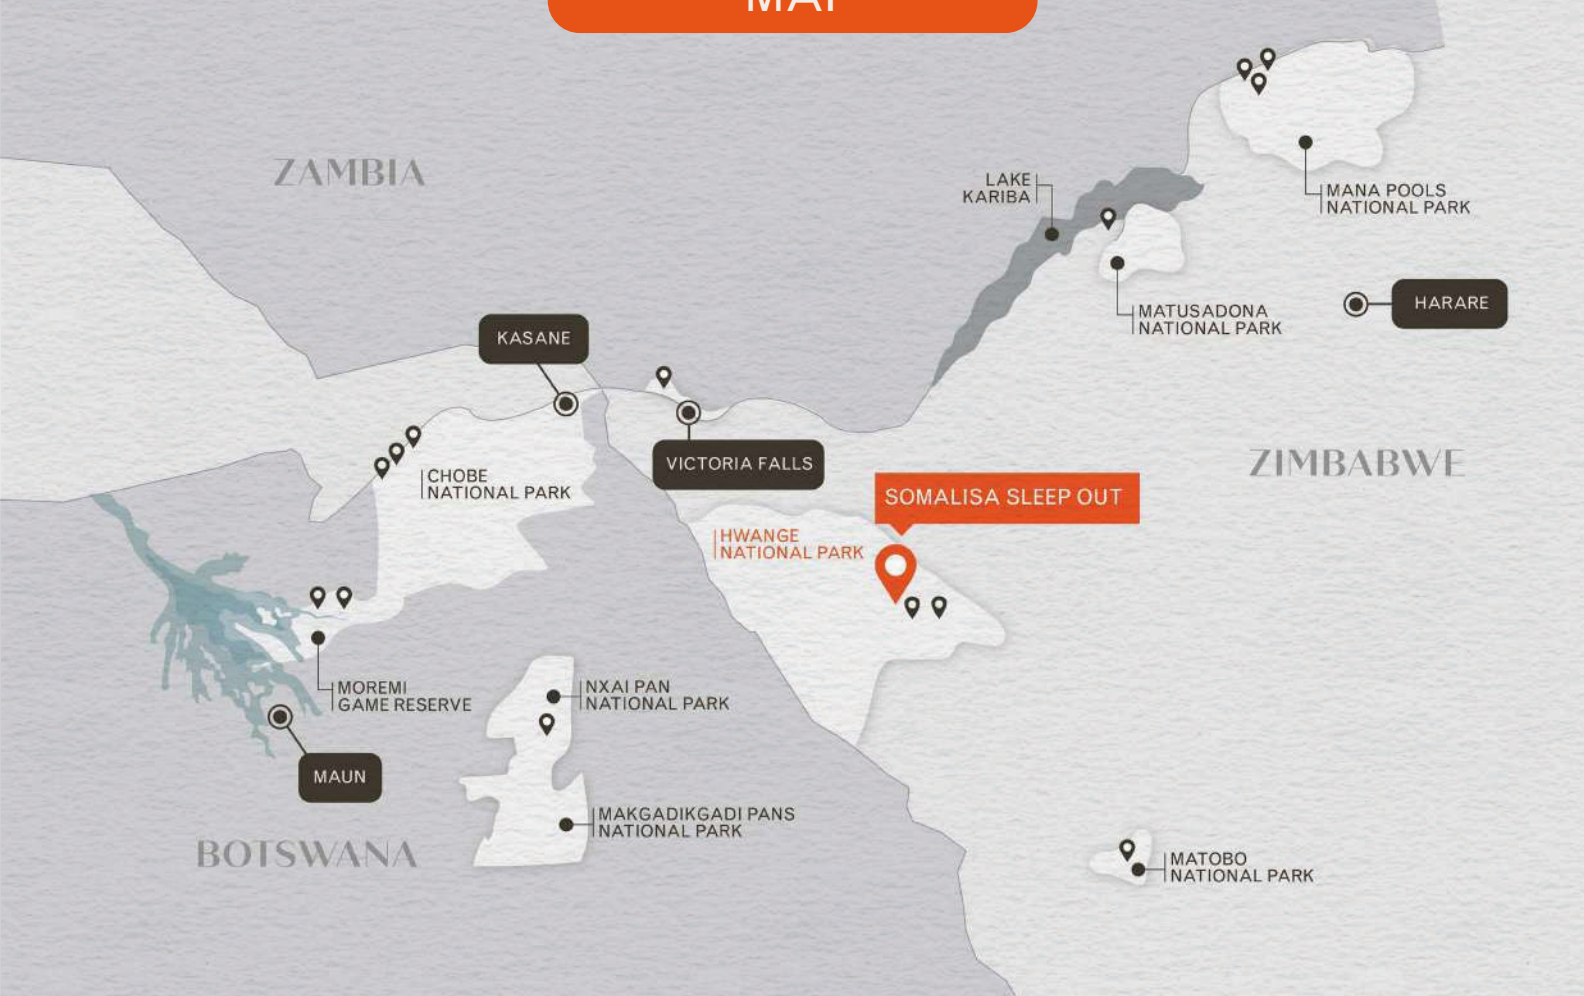 MAP
ZAMBIA
LAKE
KARIBA
MANA POOLS
NATIONAL PARK
HARARE
MATUSADONA
NATIONAL PARK
KASANE
VICTORIA FALLS
ZIMBABWE
CHOBE
NATIONAL PARK
SOMALISA SLEEP OUT
HWANGE
NATIONAL PARK
MOREMI
GAME RESERVE
NXAI PAN
NATIONAL PARK
MAUN
MAKGADIKGADI PANS
NATIONAL PARK
BOTSWANA
MATOBO
NATIONAL PARK